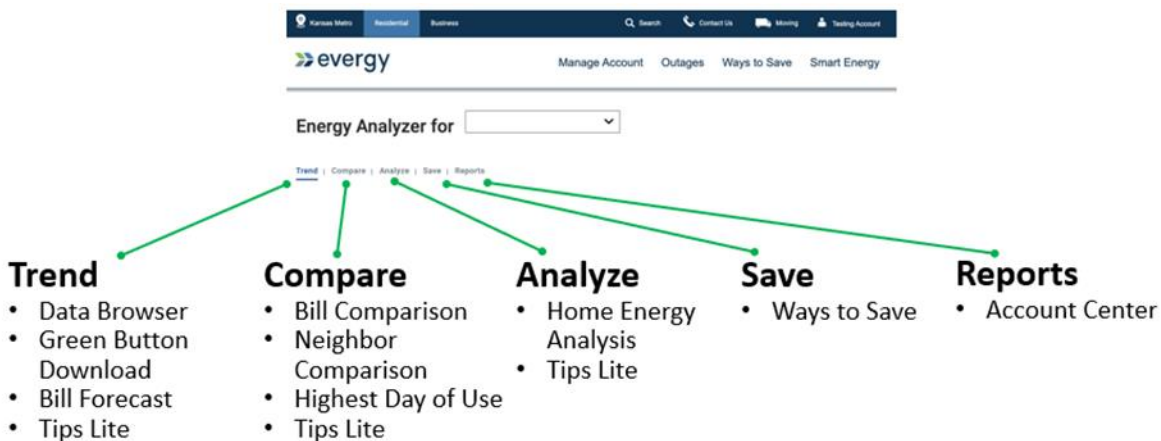 Kansas Metro Residential Business Search Contact Us Moving Testing Account
evergy Manage Account Outages Ways to Save Smart Energy
Energy Analyzer for
Trend | Compare | Analyze | Save | Reports
Trend
• Data Browser
• Green Button
Download
• Bill Forecast
• Tips Lite
Compare
• Bill Comparison
• Neighbor
Comparison
• Highest Day of Use
• Tips Lite
Analyze
• Home Energy
Analysis
• Tips Lite
Save
• Ways to Save
Reports
• Account Center